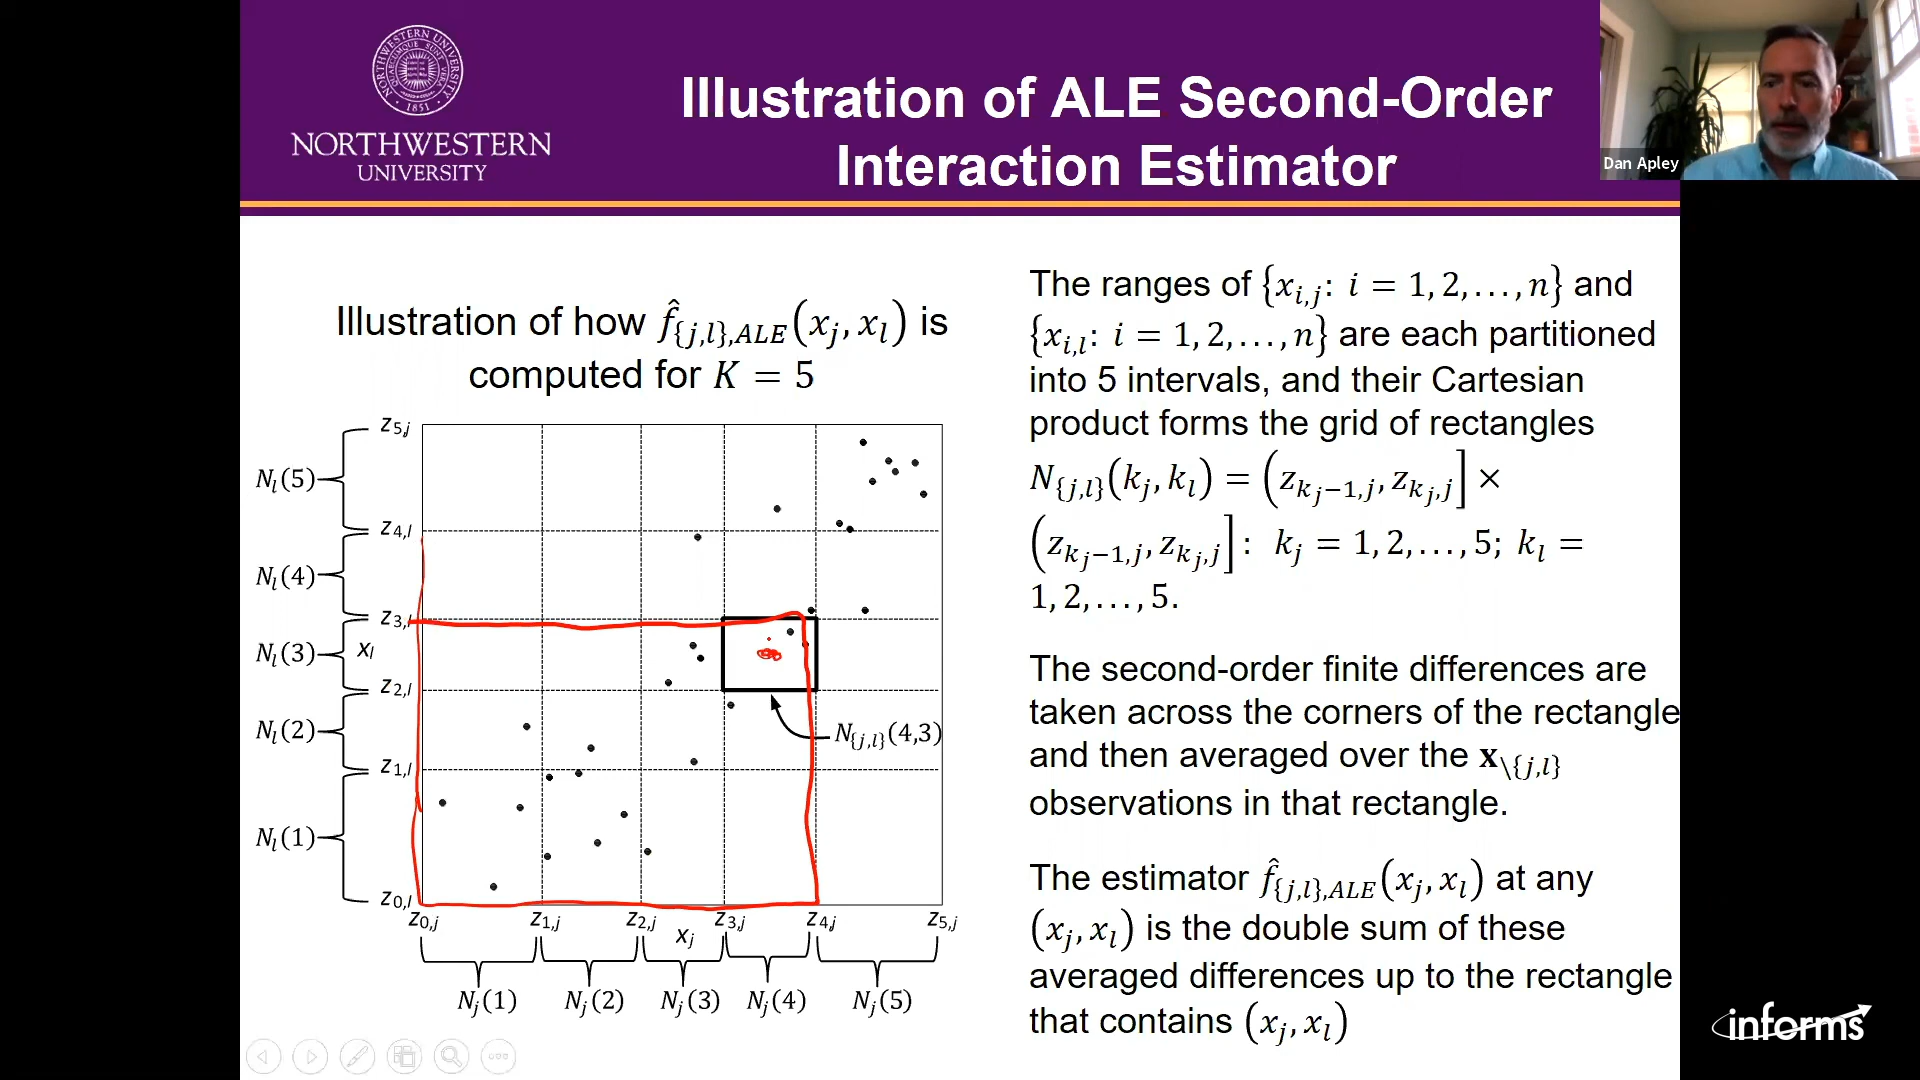 NORTHWESTERN
UNIVERSITY
1851
Illustration of ALE Second-Order
Interaction Estimator
Dan Apley
Illustration of how f̂_{j,l},ALE(x_j, x_l) is
computed for K = 5
z_5,j
z_4,l
z_3,l
z_2,l
z_1,l
z_0,l
N_l(5)
N_l(4)
N_l(3)
N_l(2)
N_l(1)
x_l
N_{j,l}(4,3)
z_0,j z_1,j z_2,j z_3,j z_4,j z_5,j
x_j
N_j(1) N_j(2) N_j(3) N_j(4) N_j(5)
The ranges of {x_i,j: i = 1, 2, …, n} and
{x_i,l: i = 1, 2, …, n} are each partitioned
into 5 intervals, and their Cartesian
product forms the grid of rectangles
N_{j,l}(k_j, k_l) = (z_{k_j−1,j}, z_{k_j,j}] ×
(z_{k_j−1,j}, z_{k_j,j}]: k_j = 1, 2, …, 5; k_l =
1, 2, …, 5.
The second-order finite differences are
taken across the corners of the rectangle
and then averaged over the x_\{j,l}
observations in that rectangle.
The estimator f̂_{j,l},ALE(x_j, x_l) at any
(x_j, x_l) is the double sum of these
averaged differences up to the rectangle
that contains (x_j, x_l)
informs